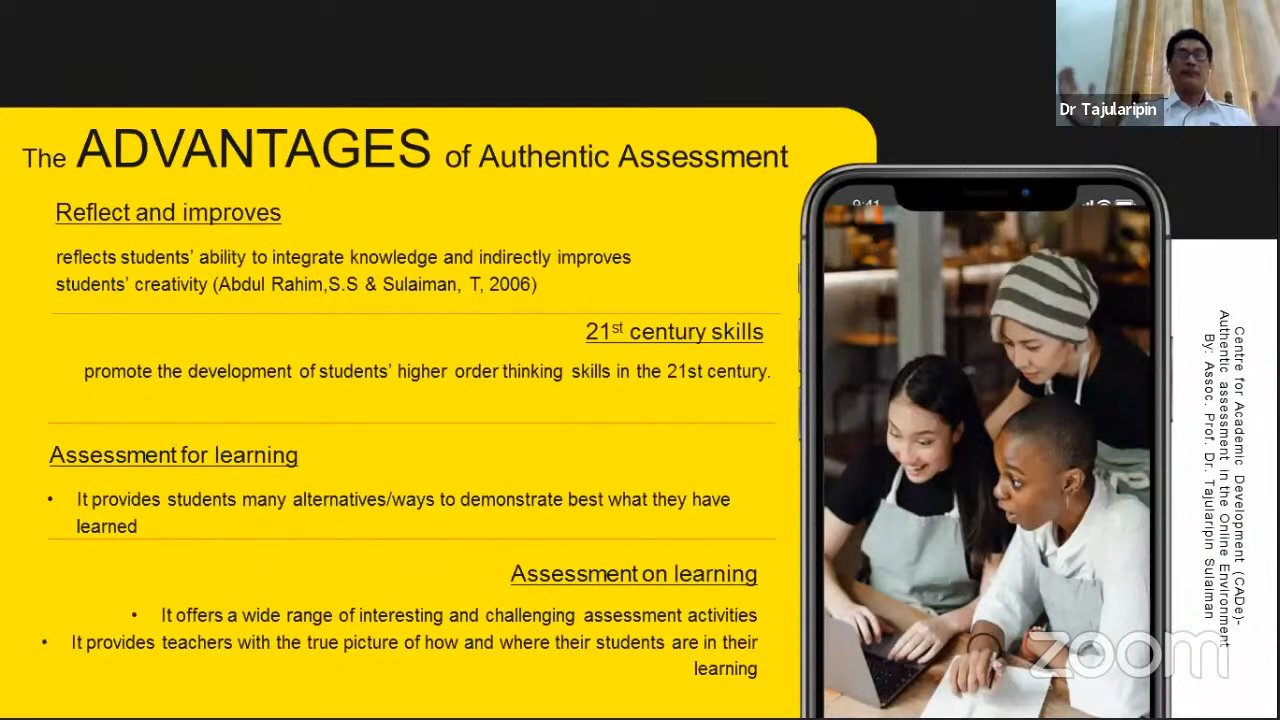 Dr Tajularipin
The ADVANTAGES of Authentic Assessment
Reflect and improves
reflects students’ ability to integrate knowledge and indirectly improves
students’ creativity (Abdul Rahim,S.S & Sulaiman, T, 2006)
21st century skills
promote the development of students’ higher order thinking skills in the 21st century.
Assessment for learning
• It provides students many alternatives/ways to demonstrate best what they have
learned
Assessment on learning
• It offers a wide range of interesting and challenging assessment activities
• It provides teachers with the true picture of how and where their students are in their
learning
9:41
Centre for Academic Development (CADe)-
Authentic assessment in the Online Environment
By: Assoc. Prof. Dr. Tajularipin Sulaiman
zoom